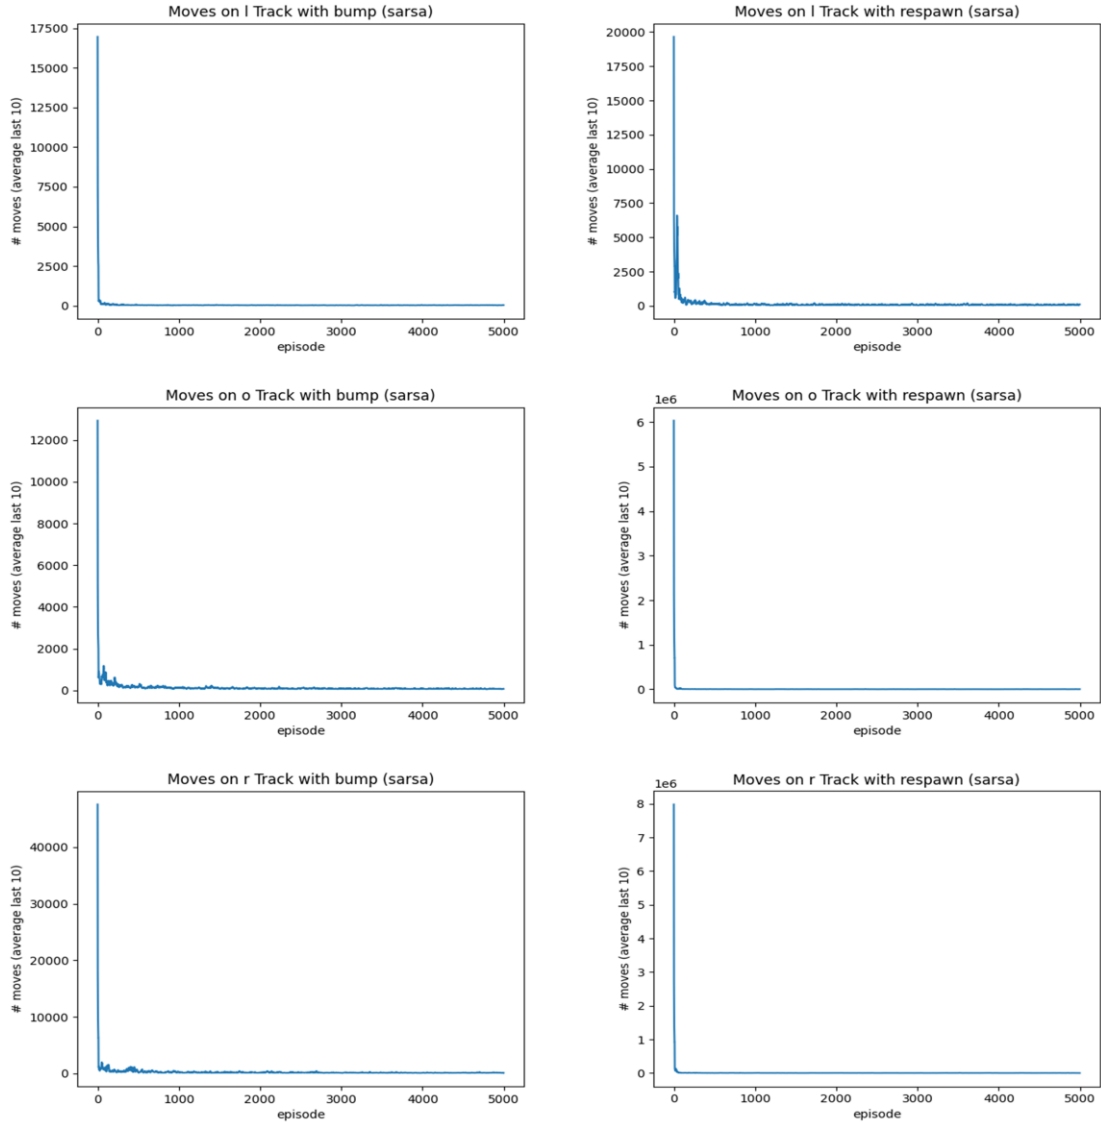 Moves on l Track with bump (sarsa)
# moves (average last 10)
17500
15000
12500
10000
7500
5000
2500
0
0 1000 2000 3000 4000 5000
episode
Moves on l Track with respawn (sarsa)
# moves (average last 10)
20000
17500
15000
12500
10000
7500
5000
2500
0
0 1000 2000 3000 4000 5000
episode
Moves on o Track with bump (sarsa)
# moves (average last 10)
12000
10000
8000
6000
4000
2000
0
0 1000 2000 3000 4000 5000
episode
Moves on o Track with respawn (sarsa)
1e6
# moves (average last 10)
6
5
4
3
2
1
0
0 1000 2000 3000 4000 5000
episode
Moves on r Track with bump (sarsa)
# moves (average last 10)
40000
30000
20000
10000
0
0 1000 2000 3000 4000 5000
episode
Moves on r Track with respawn (sarsa)
1e6
# moves (average last 10)
8
7
6
5
4
3
2
1
0
0 1000 2000 3000 4000 5000
episode